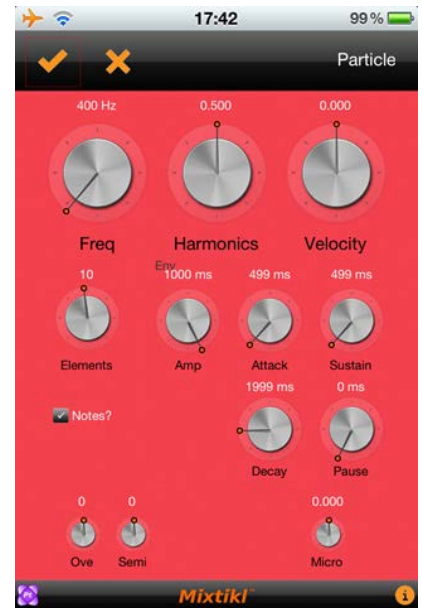 17:42
99%
Particle
400 Hz 0.500 0.000
Freq Harmonics Velocity
Env
10 1000 ms 499 ms 499 ms
Elements Amp Attack Sustain
1999 ms 0 ms
Notes?
Decay Pause
0 0 0.000
Ove Semi Micro
Pt
Mixtikl™
i